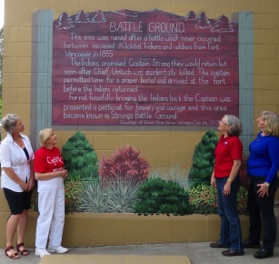 BATTLE GROUND
This area was named after a battle which never occurred
between escaped Klickitat Indians and soldiers from Fort
Vancouver in 1855.
The Indians promised Captain Strong they would return but
soon after Chief Umtuch was accidentally killed. The captain
permitted time for a proper burial and arrived at the fort
before the Indians returned.
For not forcefully bringing the Indians back the Captain was
presented a petticoat for bravery and courage and this area
became known as Strong's Battle Ground.